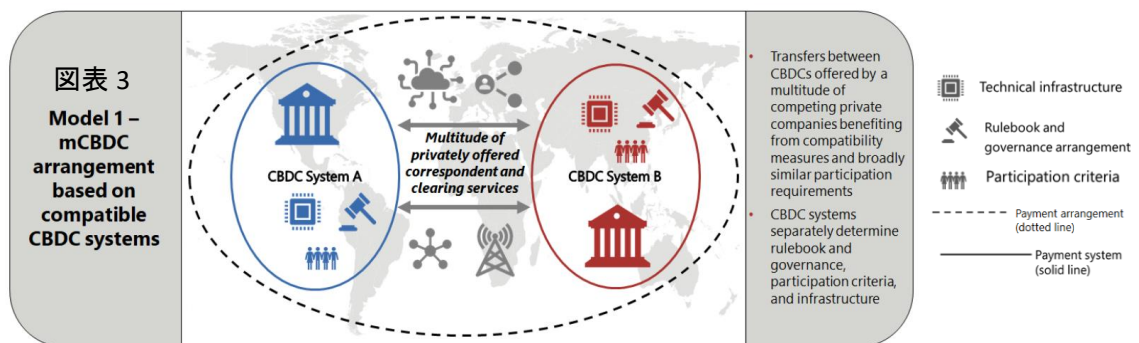 図表 3
Model 1 –
mCBDC
arrangement
based on
compatible
CBDC systems
CBDC System A
Multitude of
privately offered
correspondent and
clearing services
CBDC System B
• Transfers between
CBDCs offered by a
multitude of
competing private
companies benefiting
from compatibility
measures and broadly
similar participation
requirements
• CBDC systems
separately determine
rulebook and
governance,
participation criteria,
and infrastructure
Technical infrastructure
Rulebook and
governance arrangement
Participation criteria
Payment arrangement
(dotted line)
Payment system
(solid line)